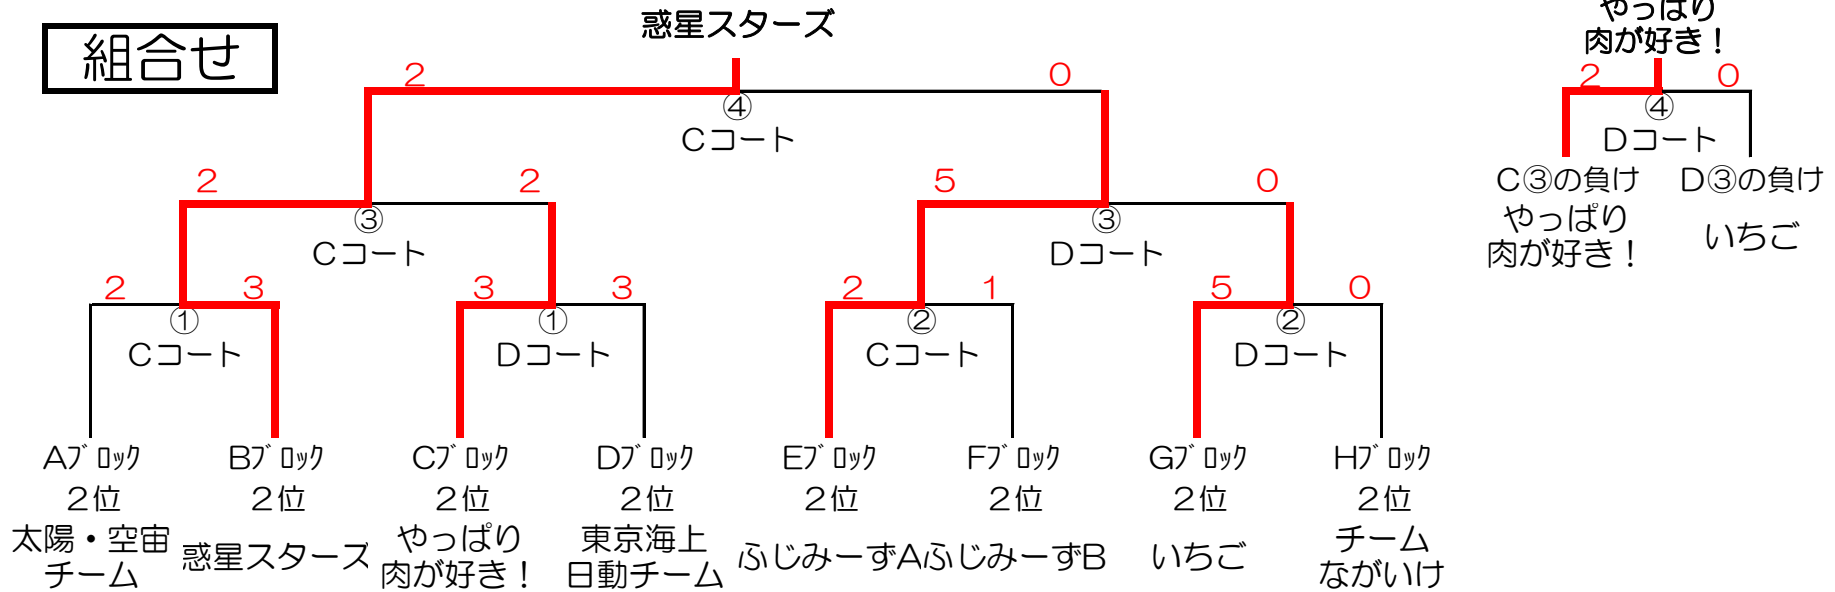 惑星スターズ
やっぱり
肉が好き！
組合せ
2 0
④
Cコート
2 0
④
Dコート
C③の負け D③の負け
やっぱり
肉が好き！
いちご
2 2
③
Cコート
5 0
③
Dコート
2 3
①
Cコート
3 3
①
Dコート
2 1
②
Cコート
5 0
②
Dコート
Aブロック
2位
太陽・空宙
チーム
Bブロック
2位
惑星スターズ
Cブロック
2位
やっぱり
肉が好き！
Dブロック
2位
東京海上
日動チーム
Eブロック
2位
ふじみーずA
Fブロック
2位
ふじみーずB
Gブロック
2位
いちご
Hブロック
2位
チーム
ながいけ